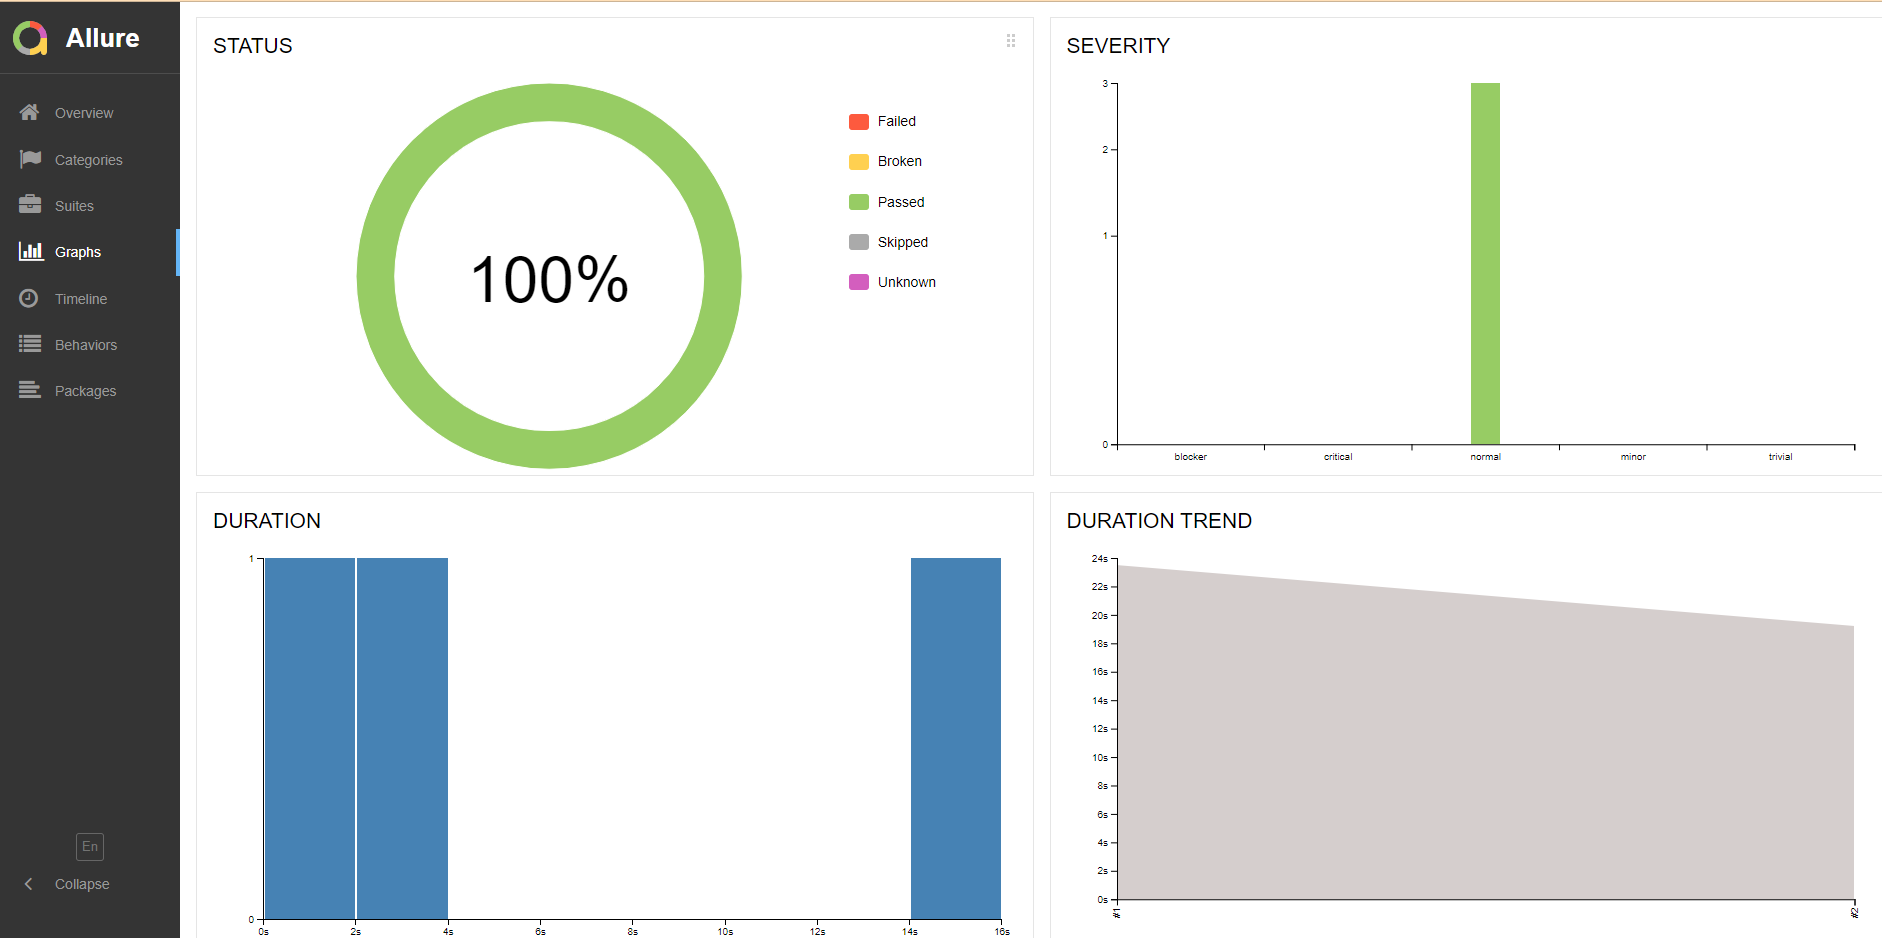 Allure
Overview
Categories
Suites
Graphs
Timeline
Behaviors
Packages
En
Collapse
STATUS
100%
Failed
Broken
Passed
Skipped
Unknown
SEVERITY
3
2
1
0
blocker critical normal minor trivial
DURATION
1
0
0s 2s 4s 6s 8s 10s 12s 14s 16s
DURATION TREND
24s
22s
20s
18s
16s
14s
12s
10s
8s
6s
4s
2s
0s
#1 #2